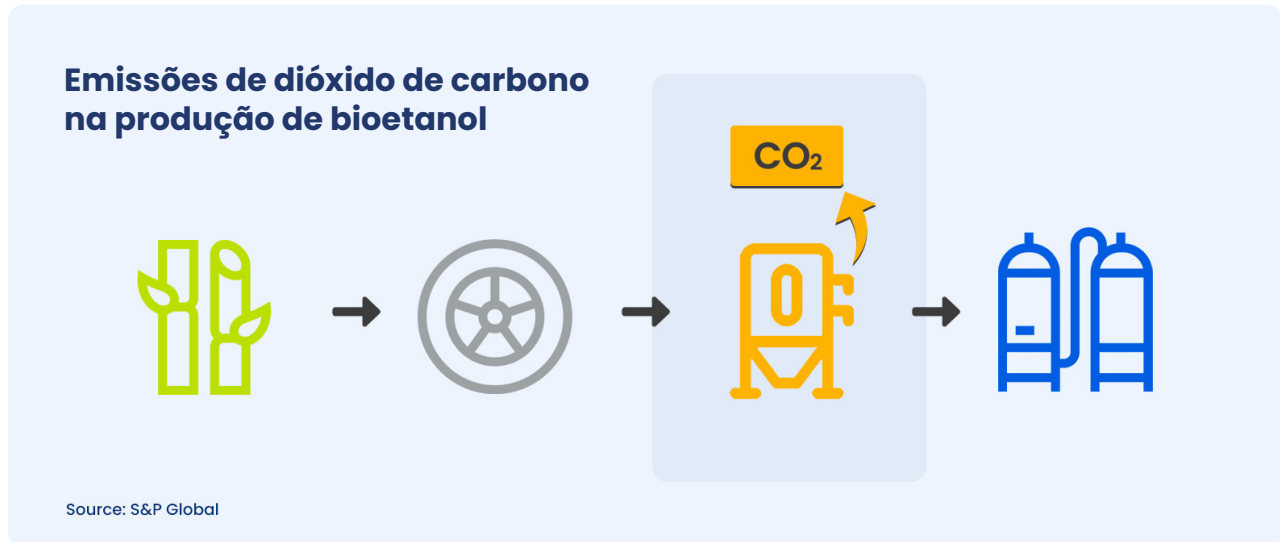 Emissões de dióxido de carbono
na produção de bioetanol
CO₂
Source: S&P Global